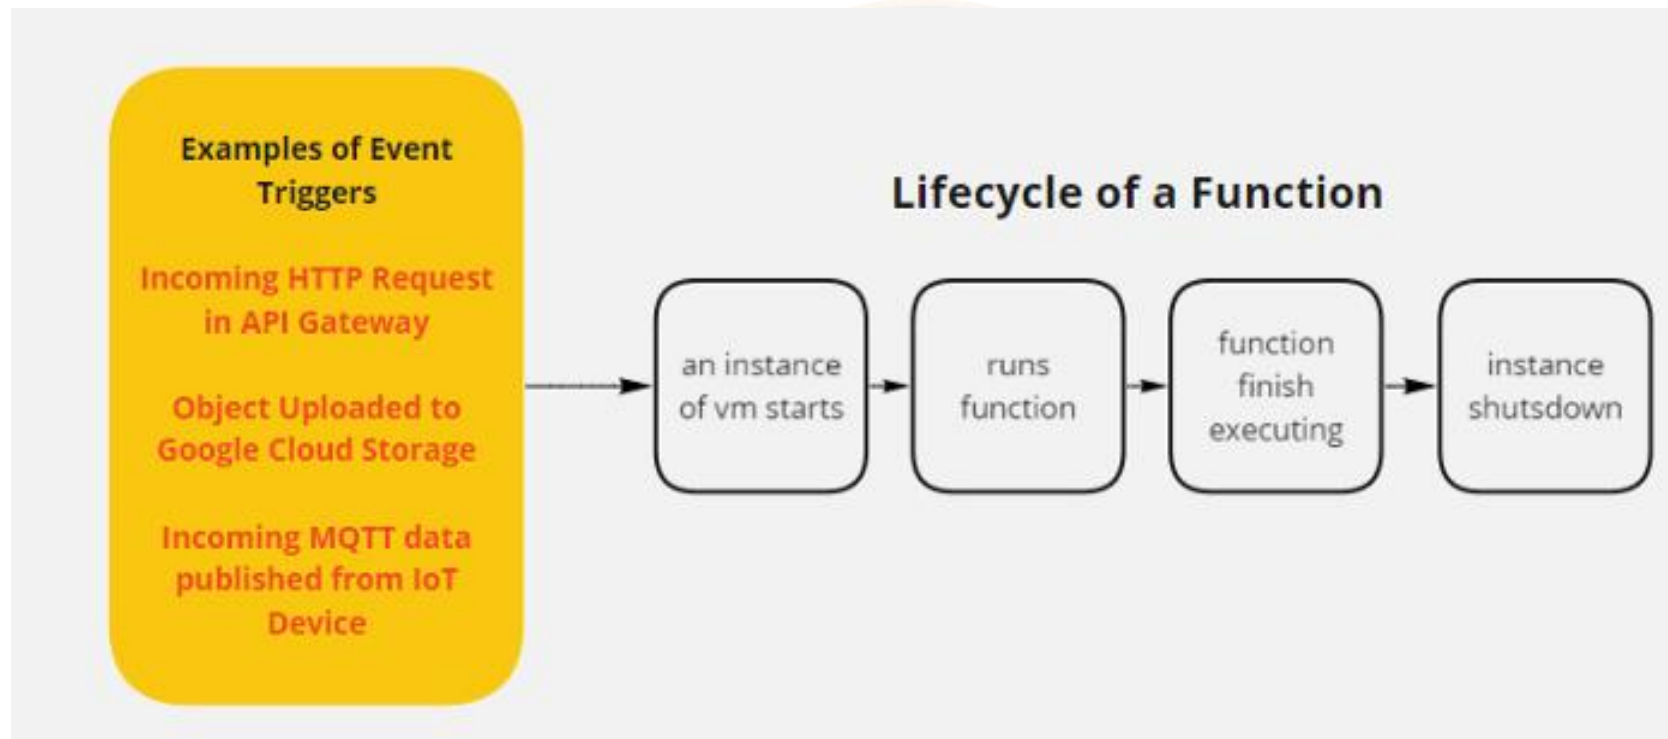 Examples of Event
Triggers
Incoming HTTP Request
in API Gateway
Object Uploaded to
Google Cloud Storage
Incoming MQTT data
published from IoT
Device
Lifecycle of a Function
an instance
of vm starts
runs
function
function
finish
executing
instance
shutsdown